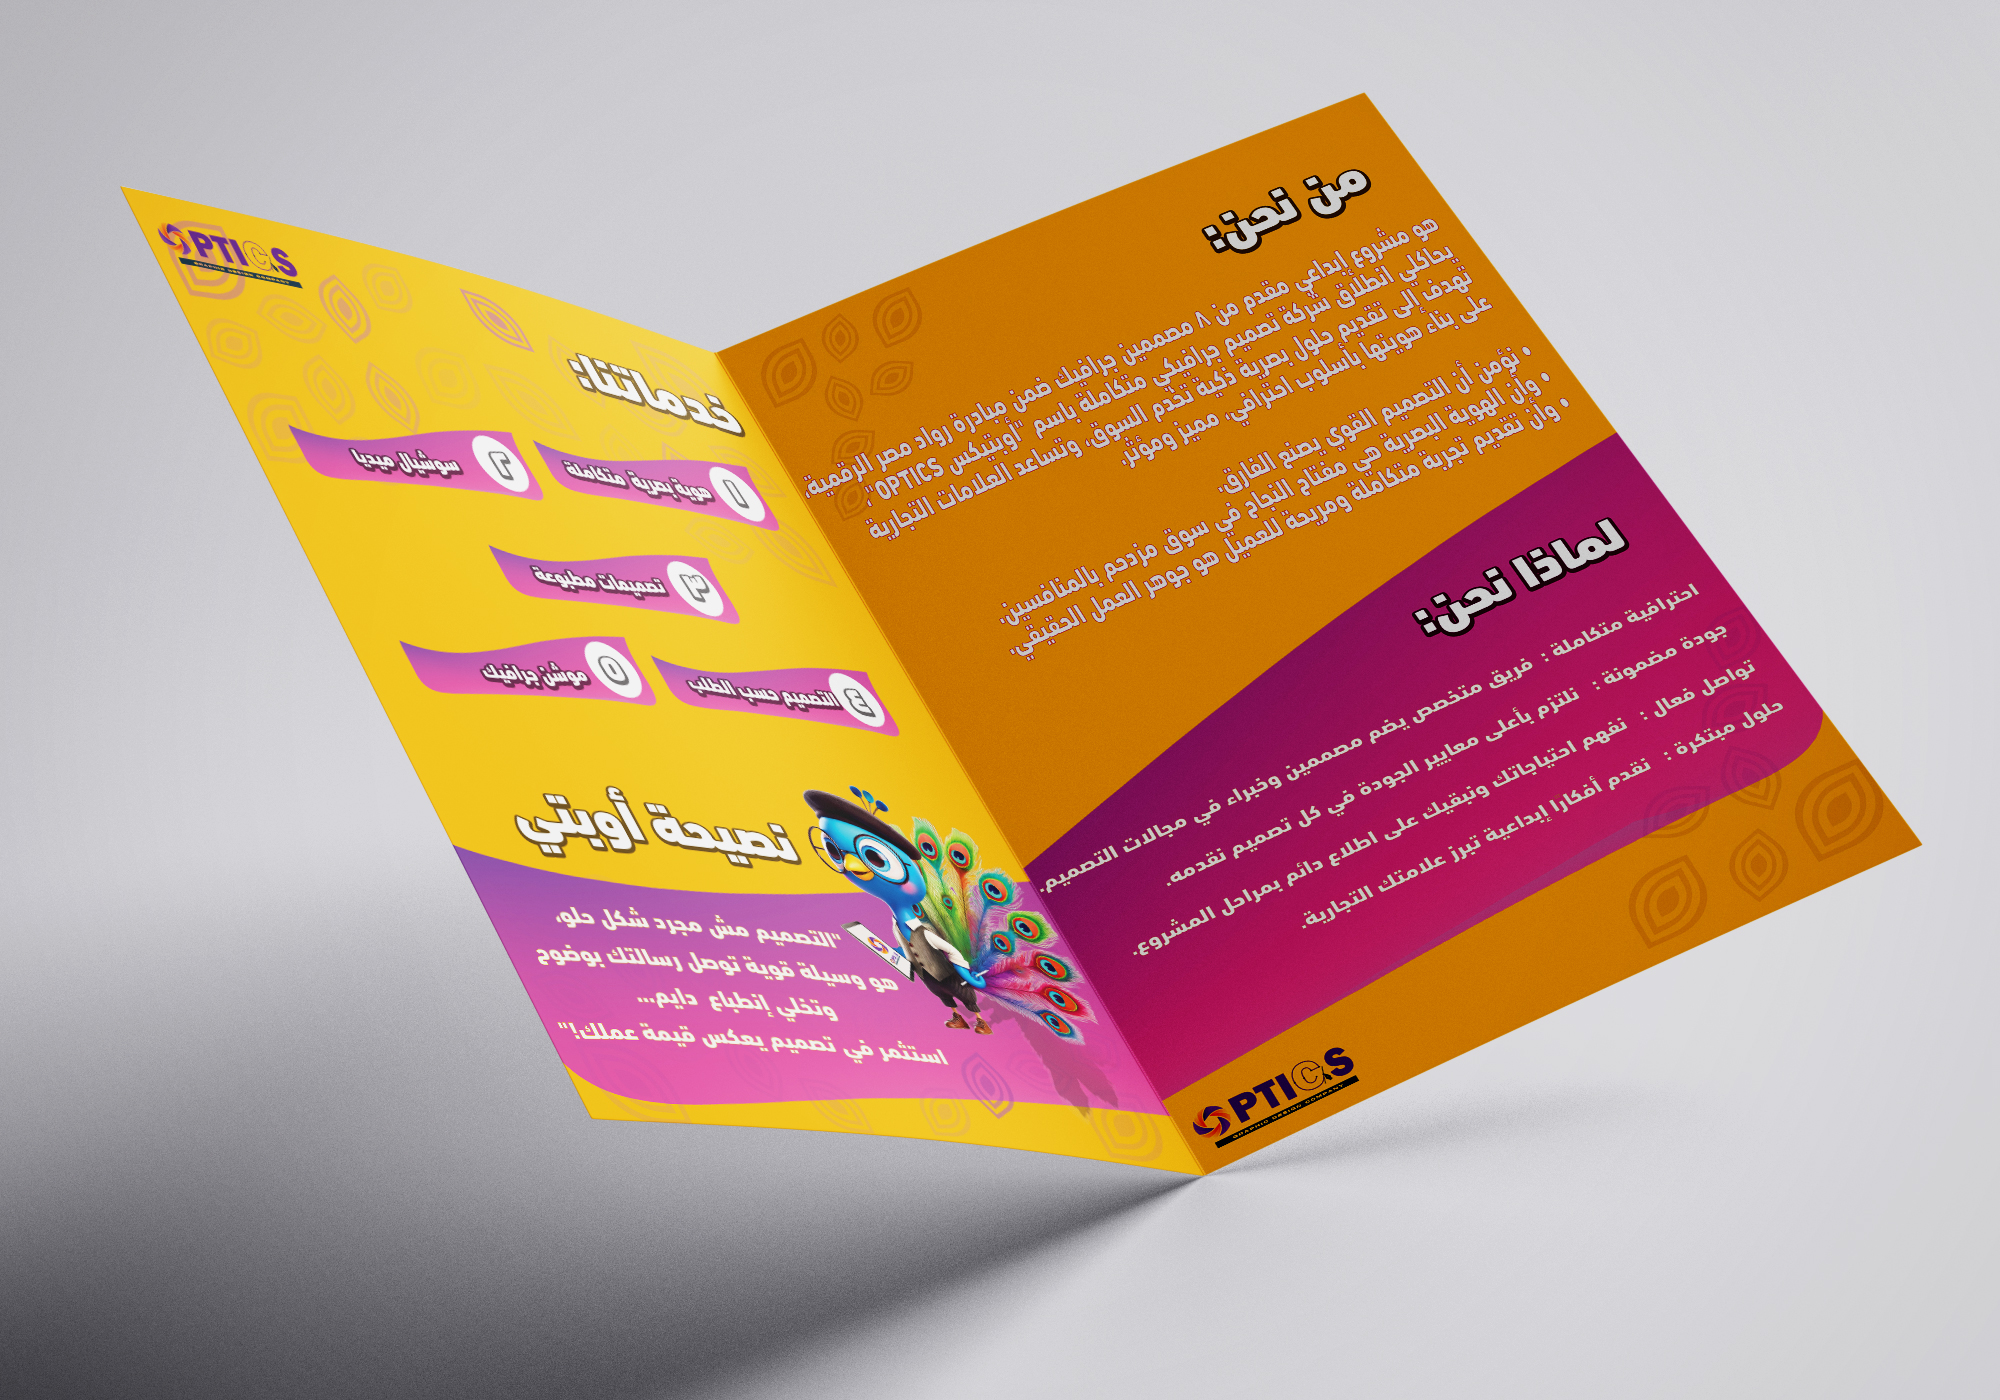 من نحن:
هو مشروع إبداعي مقدم من ٨ مصممين جرافيك ضمن مبادرة رواد مصر الرقمية،
يحاكي انطلاق شركة تصميم جرافيكي متكاملة باسم "أوبتيكس OPTICS"،
تهدف إلى تقديم حلول بصرية ذكية تخدم السوق، وتساعد العلامات التجارية
على بناء هويتها بأسلوب احترافي، مميز ومؤثر.
• نؤمن أن التصميم القوي يصنع الفارق.
• وأن الهوية البصرية هي مفتاح النجاح في سوق مزدحم بالمنافسين.
• وأن تقديم تجربة متكاملة ومريحة للعميل هو جوهر العمل الحقيقي.
لماذا نحن:
احترافية متكاملة : فريق متخصص يضم مصممين وخبراء في مجالات التصميم.
جودة مضمونة : نلتزم بأعلى معايير الجودة في كل تصميم نقدمه.
تواصل فعال : نفهم احتياجاتك ونبقيك على اطلاع دائم بمراحل المشروع.
حلول مبتكرة : نقدم أفكارا إبداعية تبرز علامتك التجارية.
OPTICS
GRAPHIC DESIGN COMPANY
OPTICS
GRAPHIC DESIGN COMPANY
خدماتنا:
١ هوية بصرية متكاملة
٢ سوشيال ميديا
٣ تصميمات مطبوعة
٤ التصميم حسب الطلب
٥ موشن جرافيك
نصيحة أوبتي
"التصميم مش مجرد شكل حلو،
هو وسيلة قوية توصل رسالتك بوضوح
وتخلي إنطباع دايم...
استثمر في تصميم يعكس قيمة عملك!"